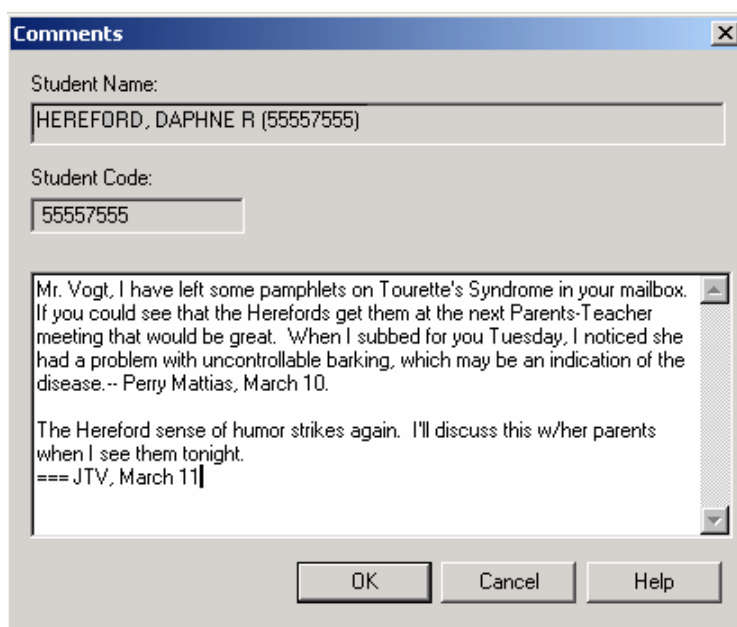 Comments
Student Name:
HEREFORD, DAPHNE R (55557555)
Student Code:
55557555
Mr. Vogt, I have left some pamphlets on Tourette's Syndrome in your mailbox.
If you could see that the Herefords get them at the next Parents-Teacher
meeting that would be great.  When I subbed for you Tuesday, I noticed she
had a problem with uncontrollable barking, which may be an indication of the
disease.-- Perry Mattias, March 10.
The Hereford sense of humor strikes again.  I'll discuss this w/her parents
when I see them tonight.
=== JTV, March 11
OK Cancel Help